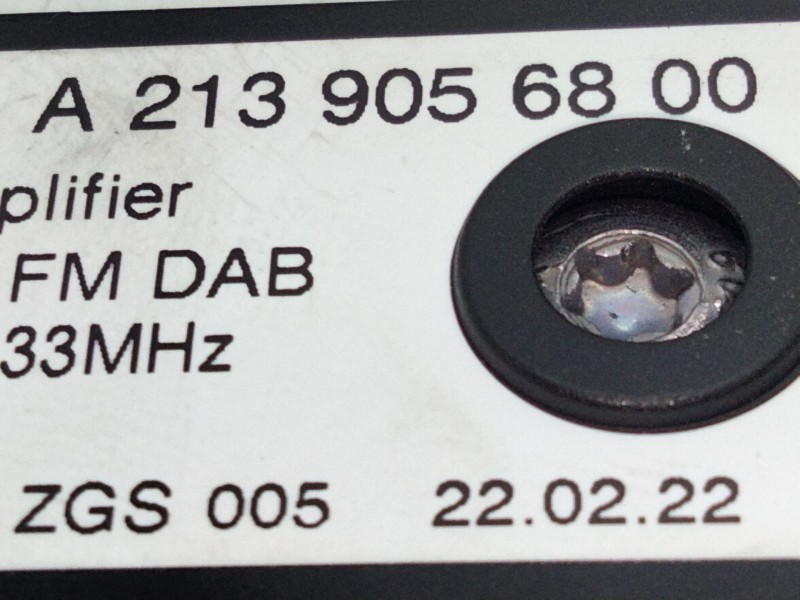 A 213 905 68 00
plifier
FM DAB
33MHz
ZGS 005 22.02.22